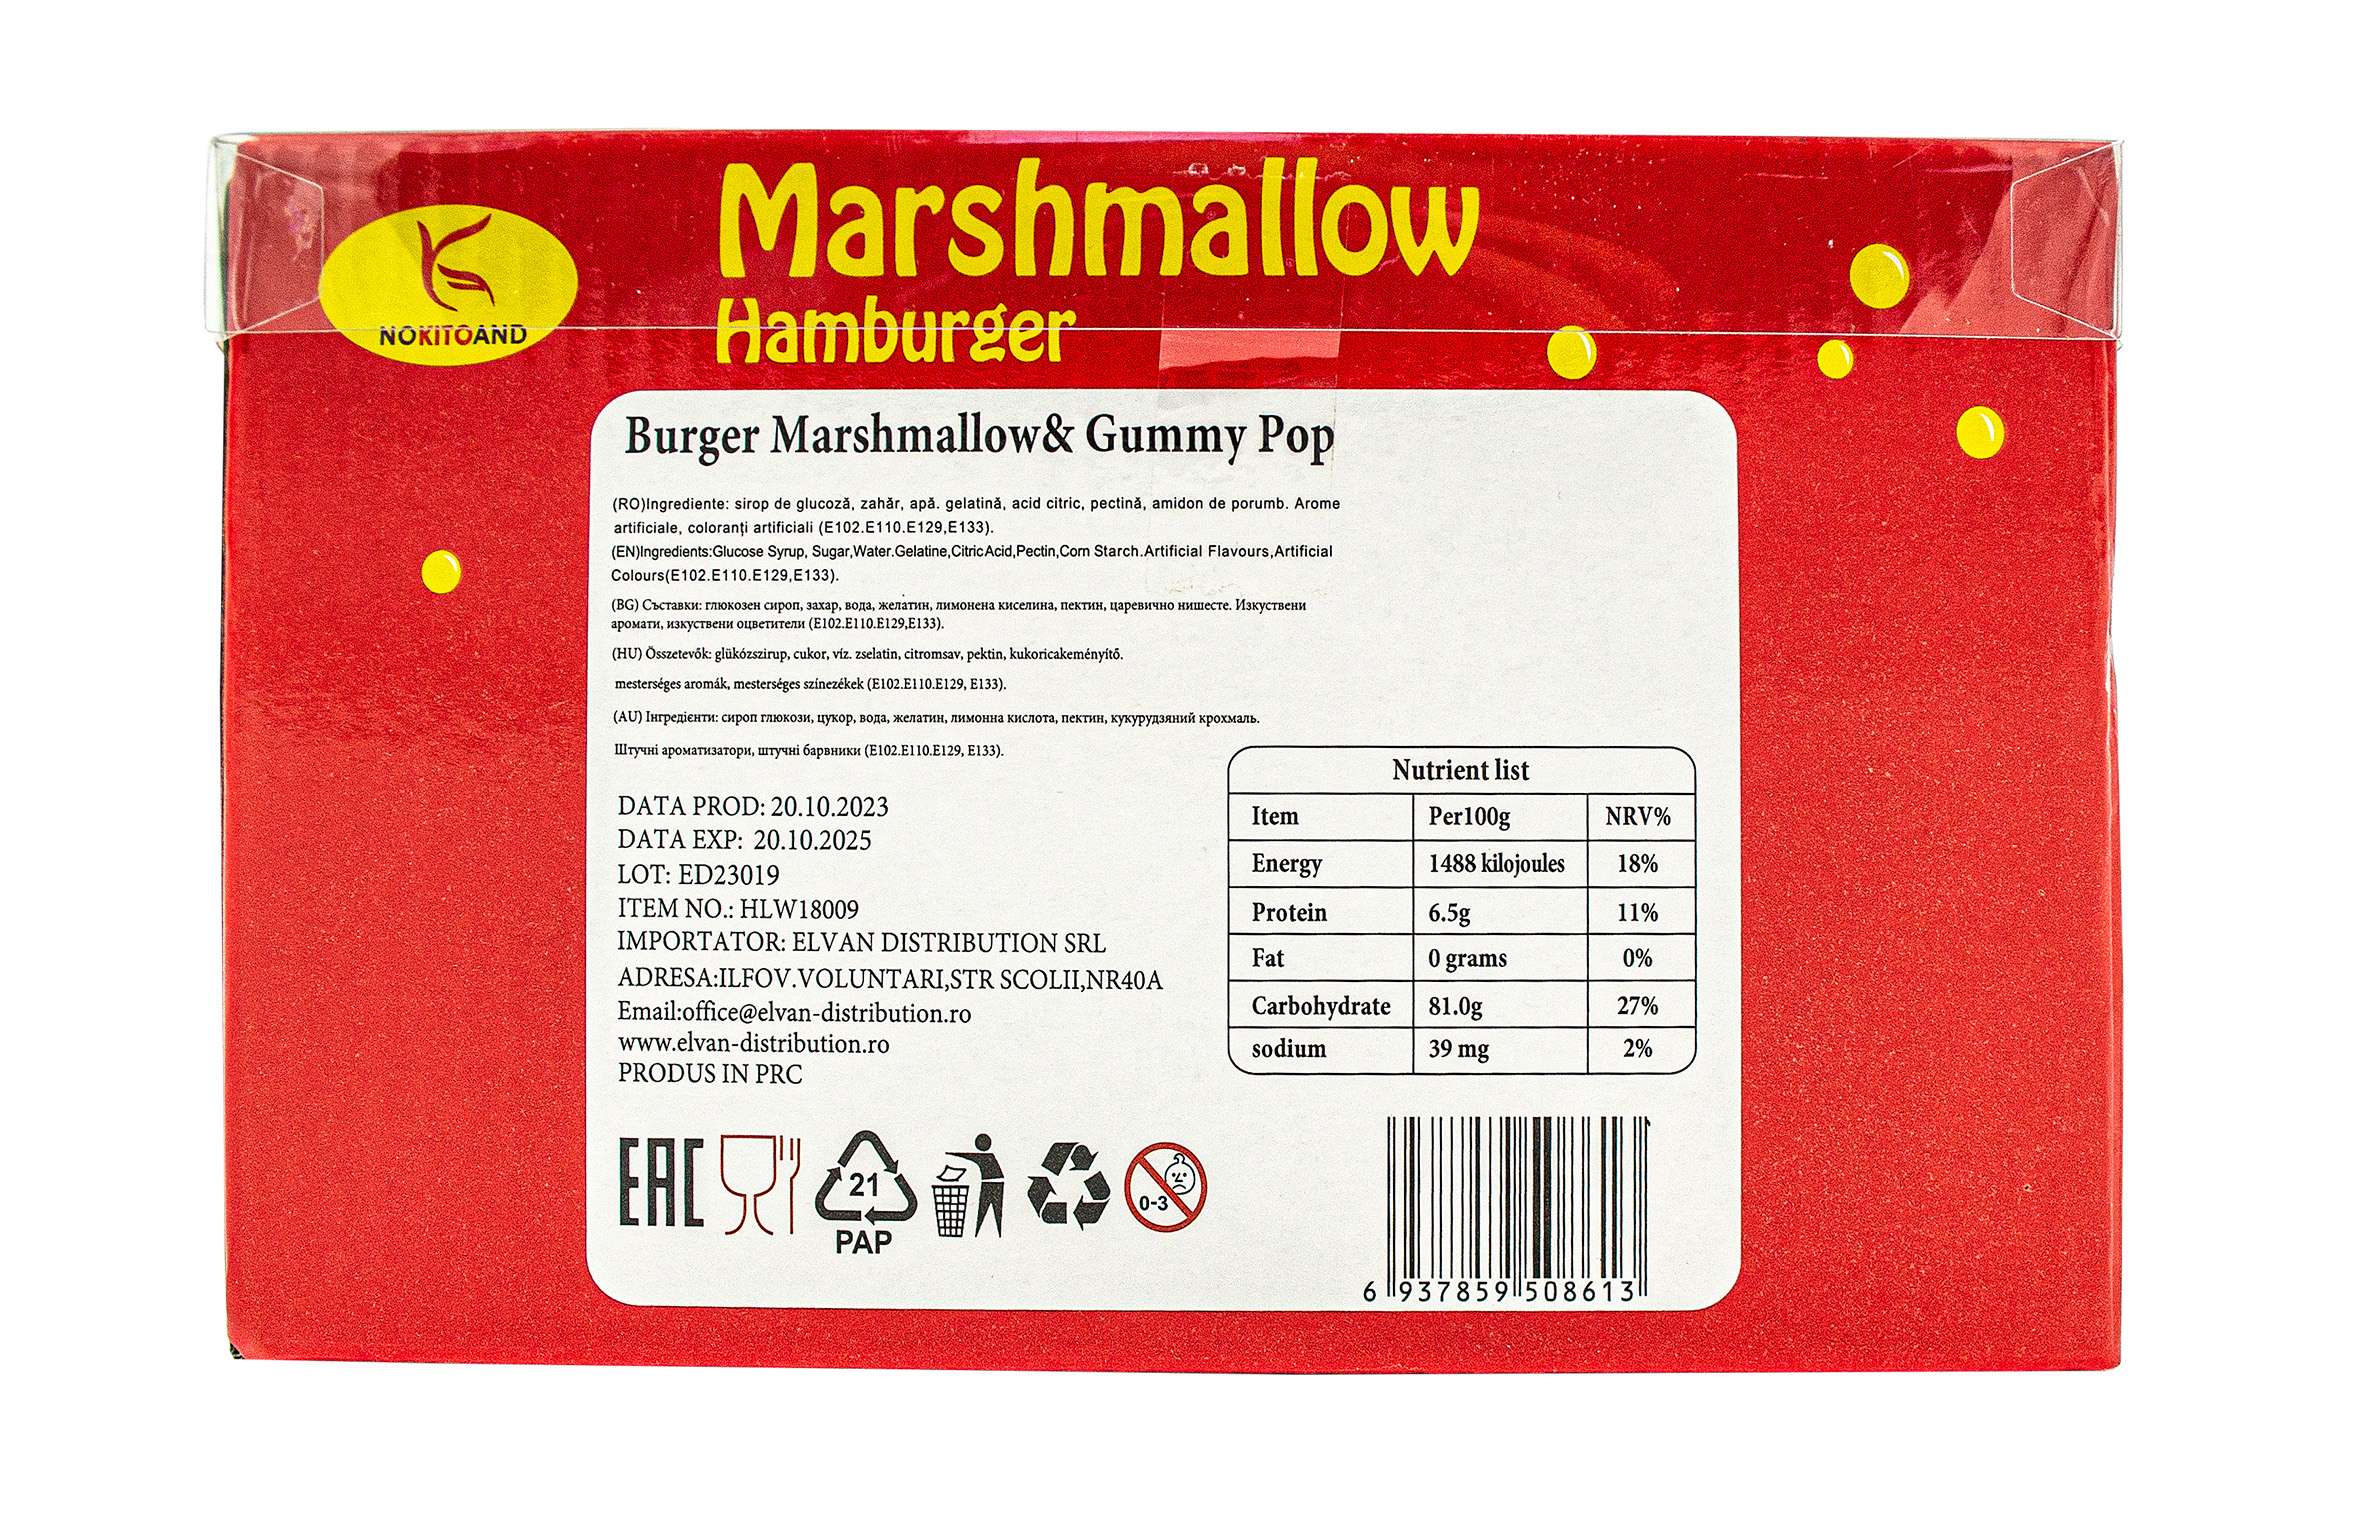 Marshmallow
Hamburger
NOKITOAND
Burger Marshmallow& Gummy Pop
(RO)Ingrediente: sirop de glucoză, zahăr, apă. gelatină, acid citric, pectină, amidon de porumb. Arome
artificiale, coloranți artificiali (E102.E110.E129,E133).
(EN)Ingredients:Glucose Syrup, Sugar,Water.Gelatine,CitricAcid,Pectin,Corn Starch.Artificial Flavours,Artificial
Colours(E102.E110.E129,E133).
(BG) Съставки: глюкозен сироп, захар, вода, желатин, лимонена киселина, пектин, царевично нишесте. Изкуствени
аромати, изкуствени оцветители (E102.E110.E129,E133).
(HU) Összetevők: glükózszirup, cukor, víz. zselatin, citromsav, pektin, kukoricakeményítő.
mesterséges aromák, mesterséges színezékek (E102.E110.E129, E133).
(AU) Інгредієнти: сироп глюкози, цукор, вода, желатин, лимонна кислота, пектин, кукурудзяний крохмаль.
Штучні ароматизатори, штучні барвники (E102.E110.E129, E133).
DATA PROD: 20.10.2023
DATA EXP: 20.10.2025
LOT: ED23019
ITEM NO.: HLW18009
IMPORTATOR: ELVAN DISTRIBUTION SRL
ADRESA:ILFOV.VOLUNTARI,STR SCOLII,NR40A
Email:office@elvan-distribution.ro
www.elvan-distribution.ro
PRODUS IN PRC
Nutrient list
Item Per100g NRV%
Energy 1488 kilojoules 18%
Protein 6.5g 11%
Fat 0 grams 0%
Carbohydrate 81.0g 27%
sodium 39 mg 2%
EAC
21
PAP
0-3
6 937859 508613